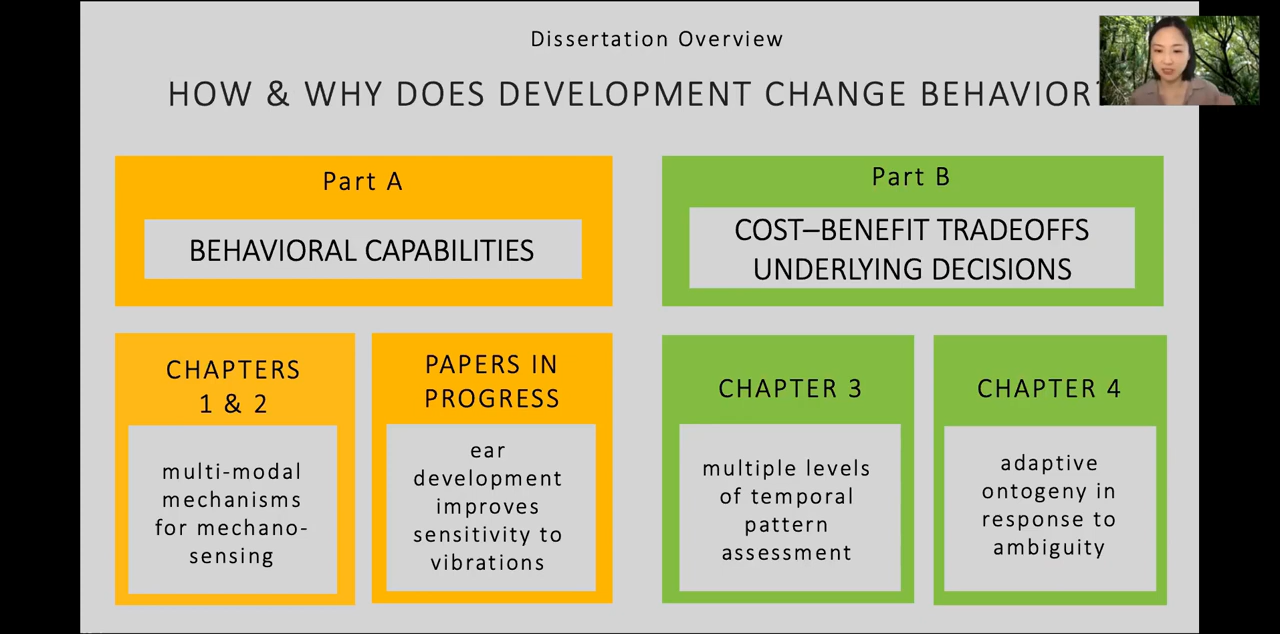 Dissertation Overview
HOW & WHY DOES DEVELOPMENT CHANGE BEHAVIOR?
Part A
BEHAVIORAL CAPABILITIES
CHAPTERS
1 & 2
multi-modal
mechanisms
for mechano-
sensing
PAPERS IN
PROGRESS
ear
development
improves
sensitivity to
vibrations
Part B
COST–BENEFIT TRADEOFFS
UNDERLYING DECISIONS
CHAPTER 3
multiple levels
of temporal
pattern
assessment
CHAPTER 4
adaptive
ontogeny in
response to
ambiguity